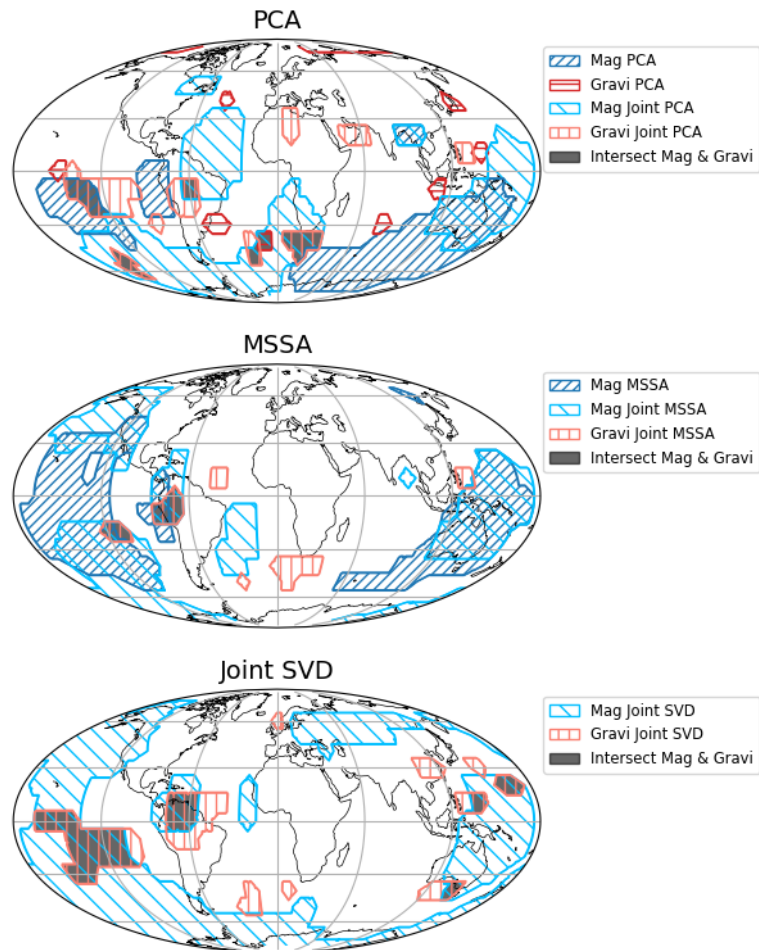 PCA
Mag PCA
Gravi PCA
Mag Joint PCA
Gravi Joint PCA
Intersect Mag & Gravi
MSSA
Mag MSSA
Mag Joint MSSA
Gravi Joint MSSA
Intersect Mag & Gravi
Joint SVD
Mag Joint SVD
Gravi Joint SVD
Intersect Mag & Gravi